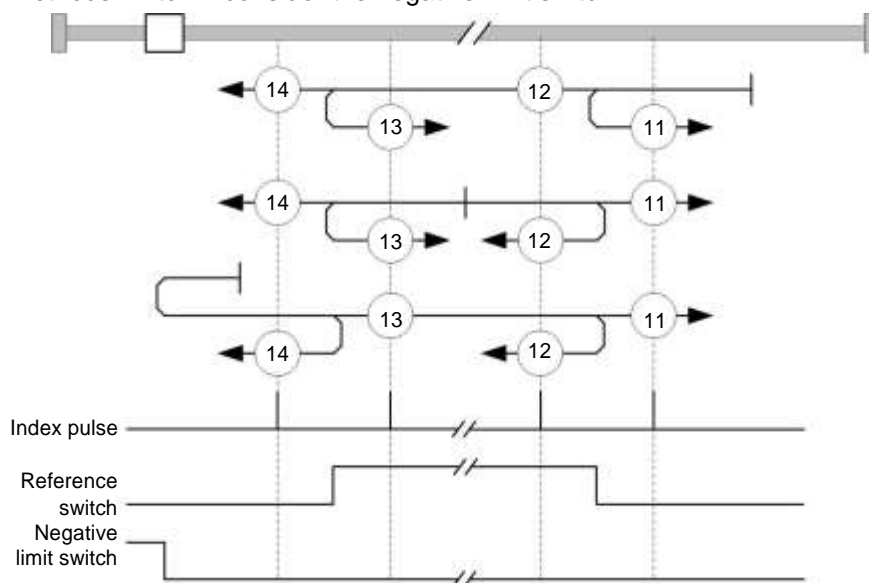 14 12
13 11
14 11
13 12
13 11
14 12
Index pulse
Reference
switch
Negative
limit switch